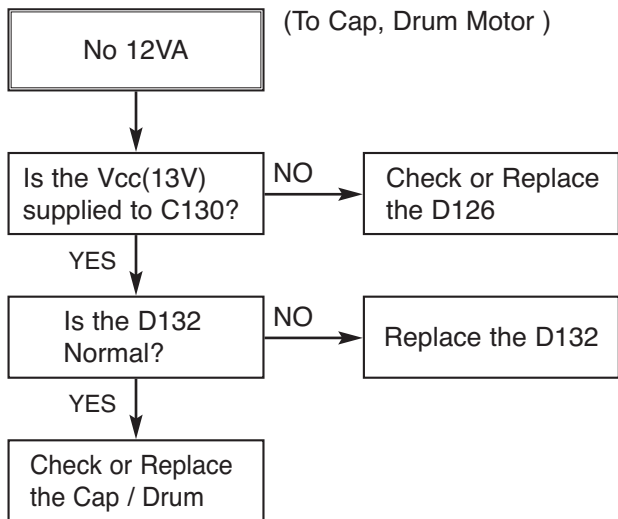 No 12VA
(To Cap, Drum Motor )
Is the Vcc(13V)
supplied to C130?
NO
Check or Replace
the D126
YES
Is the D132
Normal?
NO
Replace the D132
YES
Check or Replace
the Cap / Drum